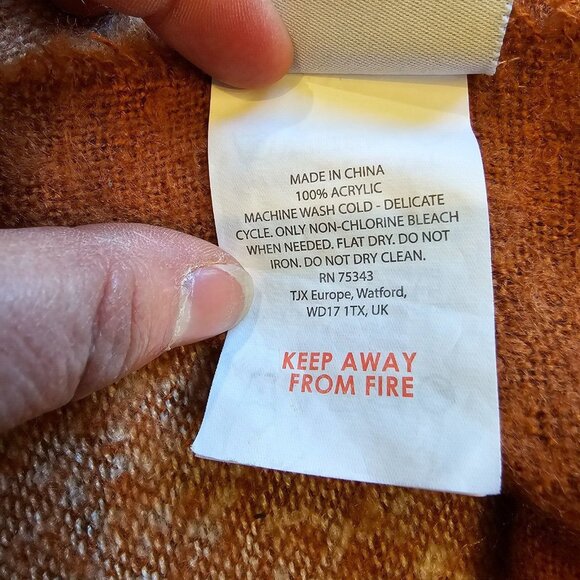 MADE IN CHINA
100% ACRYLIC
MACHINE WASH COLD - DELICATE
CYCLE. ONLY NON-CHLORINE BLEACH
WHEN NEEDED. FLAT DRY. DO NOT
IRON. DO NOT DRY CLEAN.
RN 75343
TJX Europe, Watford,
WD17 1TX, UK
KEEP AWAY
FROM FIRE